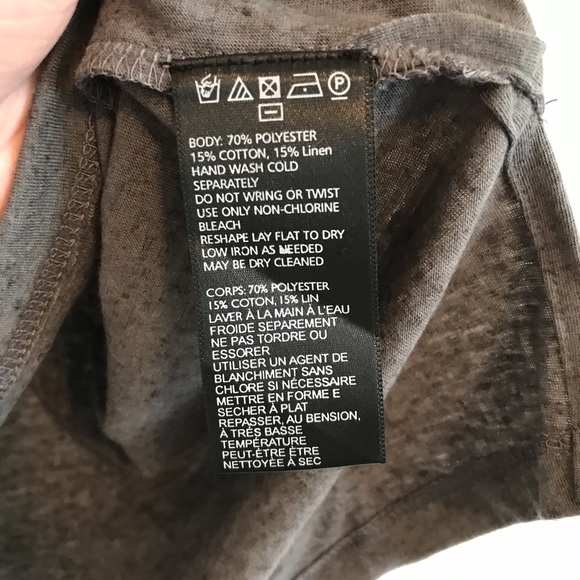 P
BODY: 70% POLYESTER
15% COTTON, 15% Linen
HAND WASH COLD
SEPARATELY
DO NOT WRING OR TWIST
USE ONLY NON-CHLORINE
BLEACH
RESHAPE LAY FLAT TO DRY
LOW IRON AS NEEDED
MAY BE DRY CLEANED
CORPS: 70% POLYESTER
15% COTON, 15% LIN
LAVER À LA MAIN À L'EAU
FROIDE SEPAREMENT
NE PAS TORDRE OU
ESSORER
UTILISER UN AGENT DE
BLANCHIMENT SANS
CHLORE SI NÉCESSAIRE
METTRE EN FORME E
SECHER À PLAT
REPASSER, AU BENSION,
À TRÉS BASSE
TEMPÉRATURE
PEUT-ÊTRE ÊTRE
NETTOYÉE À SEC